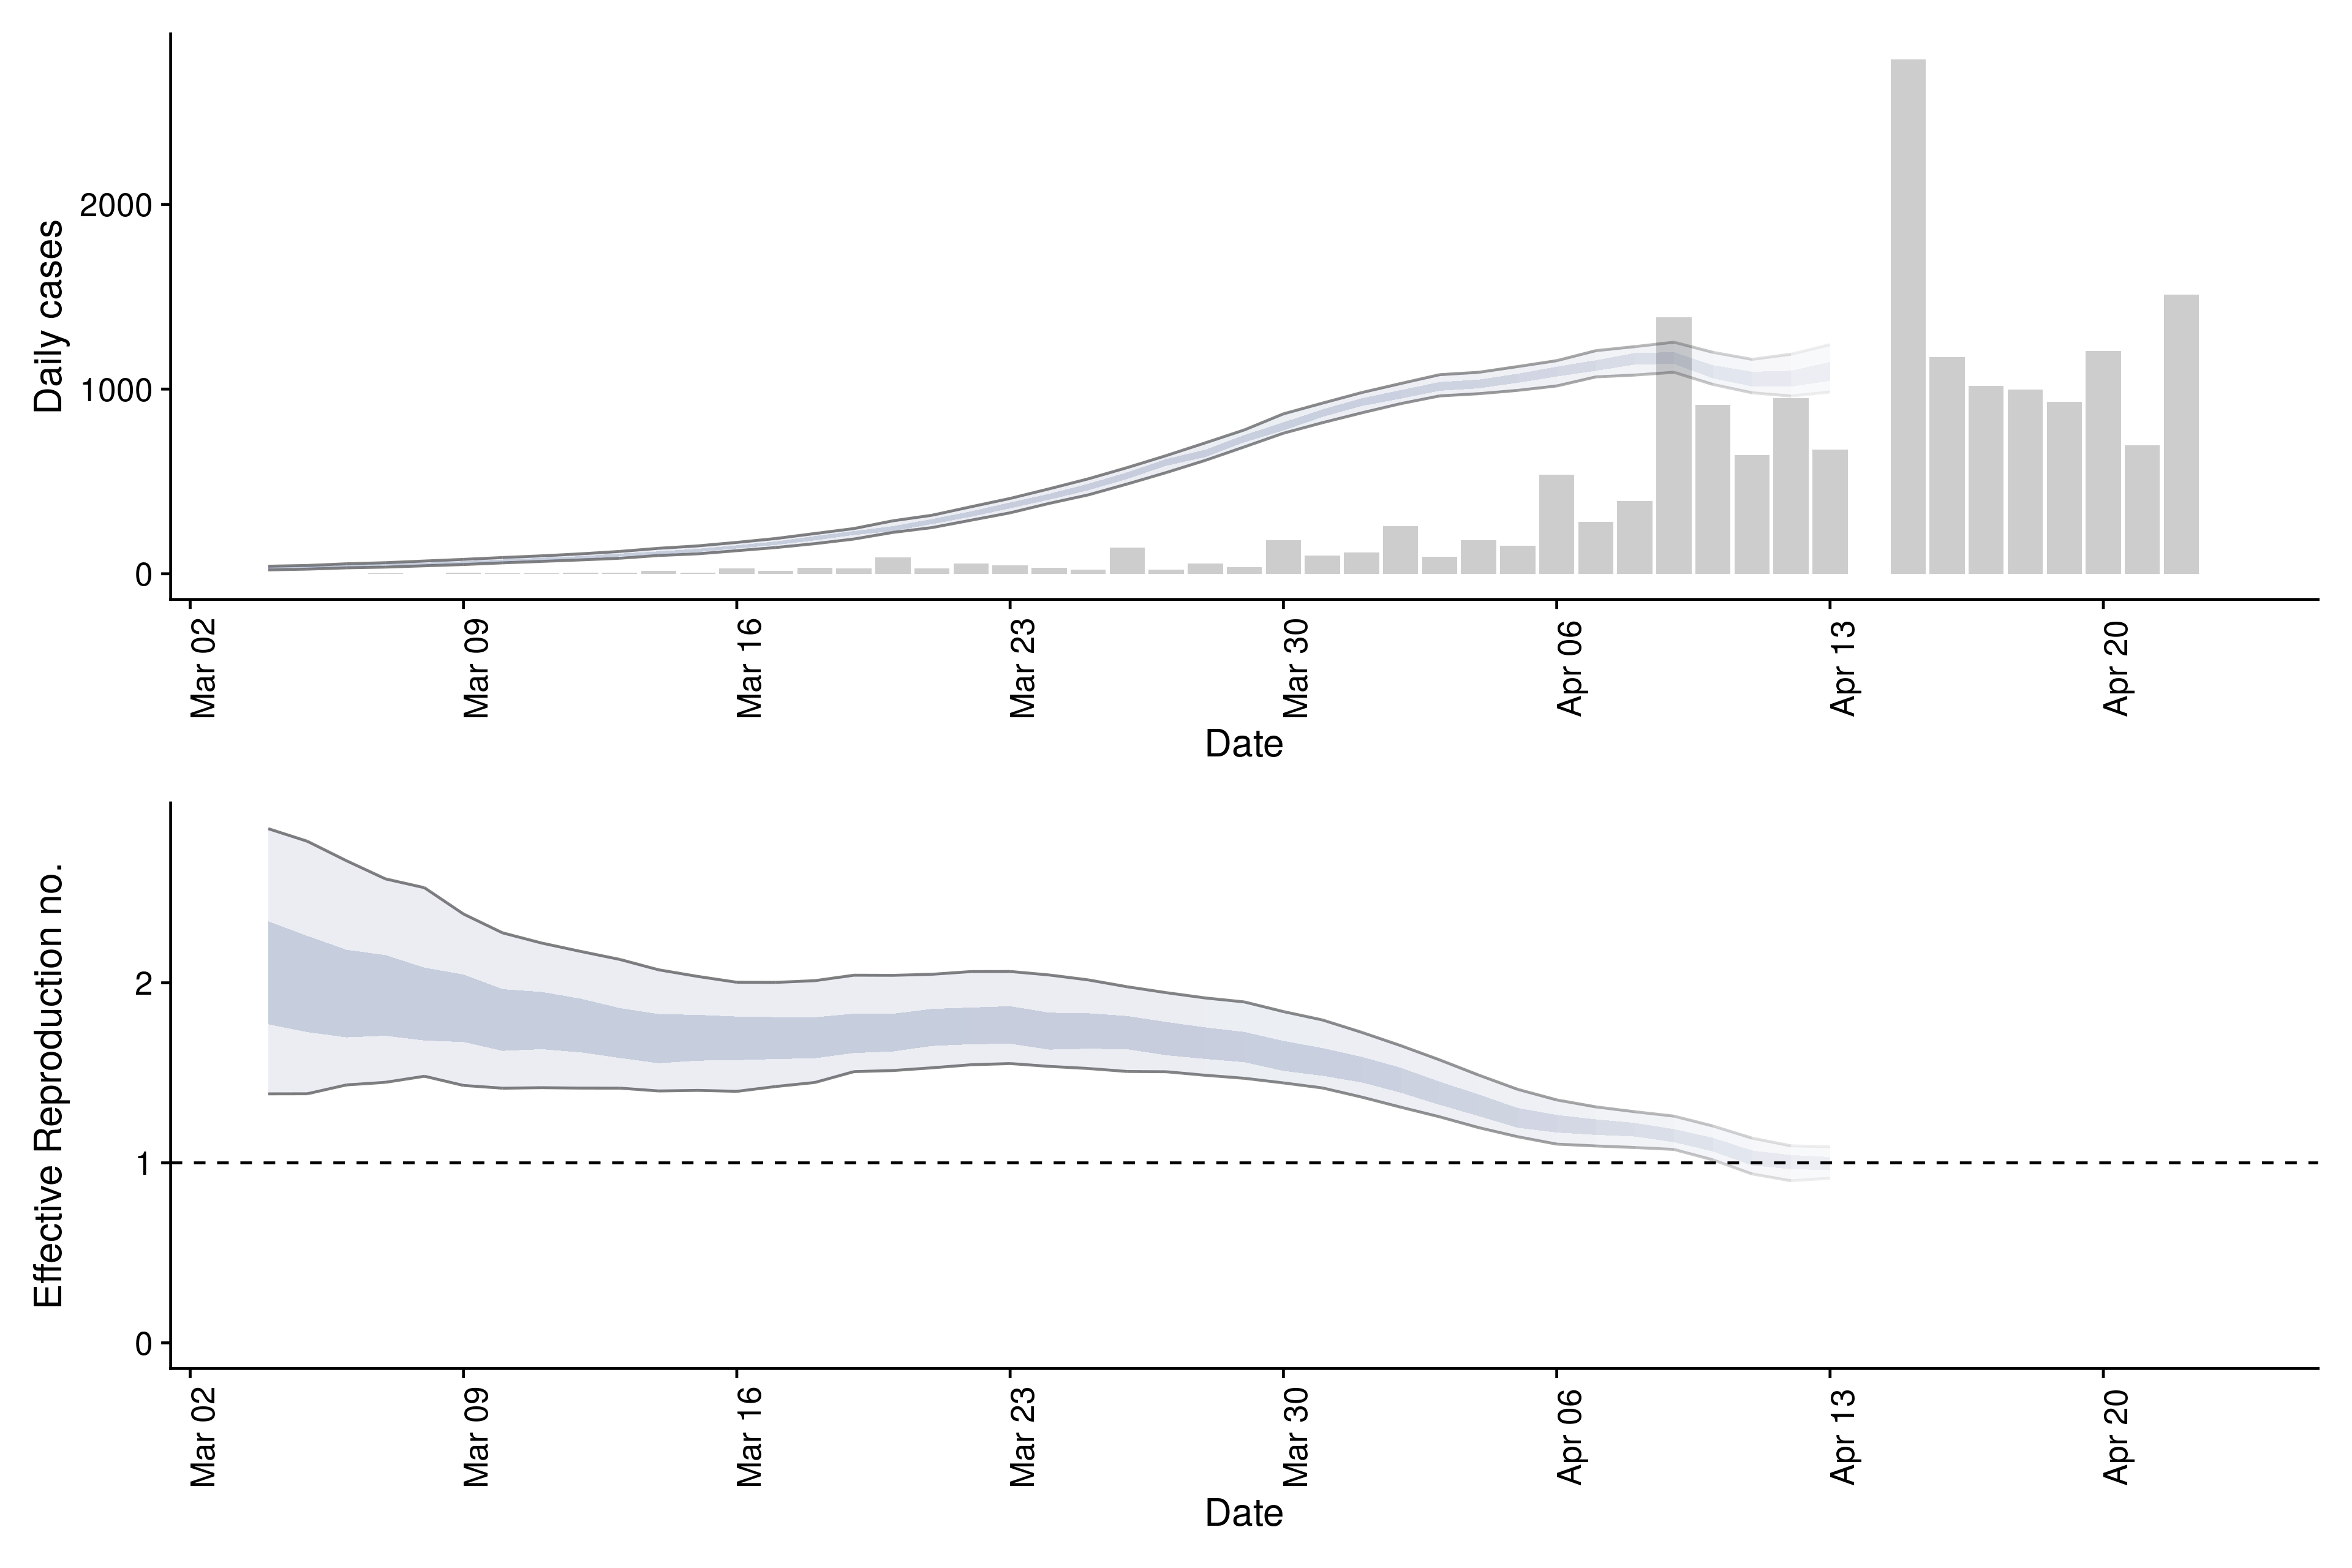 Daily cases
2000
1000
0
Mar 02
Mar 09
Mar 16
Mar 23
Mar 30
Apr 06
Apr 13
Apr 20
Date
Effective Reproduction no.
2
1
0
Mar 02
Mar 09
Mar 16
Mar 23
Mar 30
Apr 06
Apr 13
Apr 20
Date